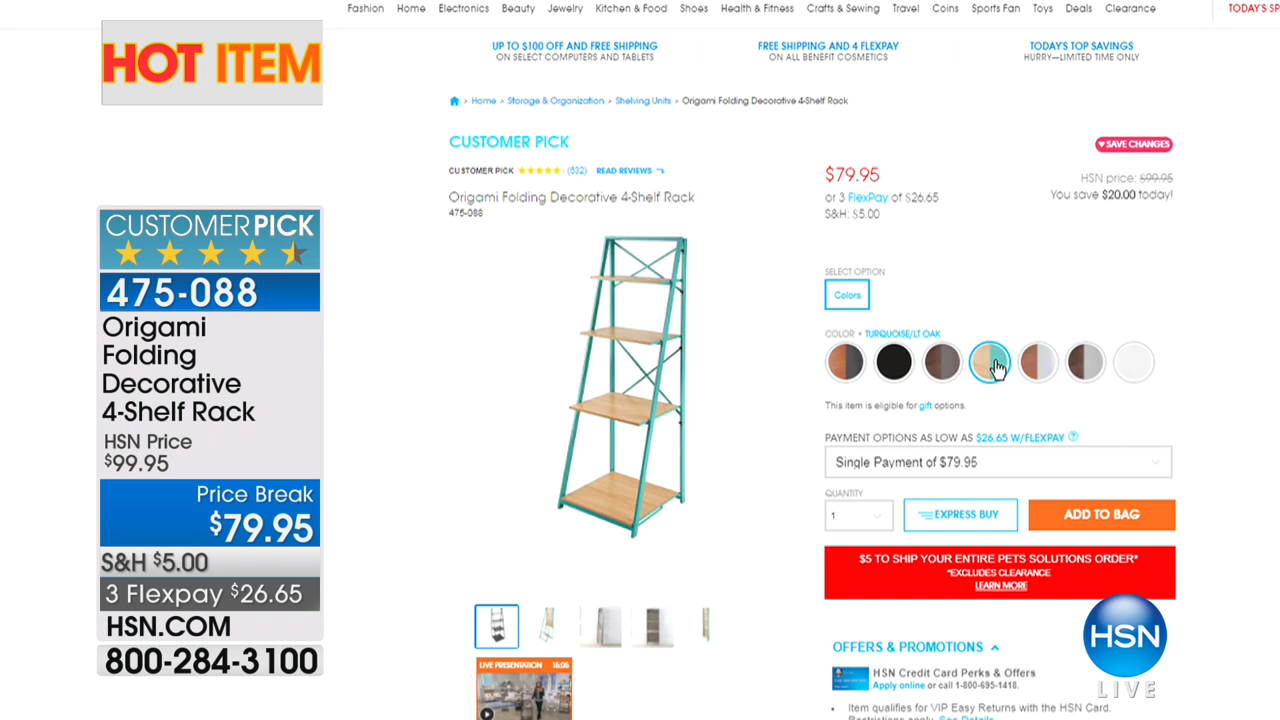 Fashion Home Electronics Beauty Jewelry Kitchen & Food Shoes Health & Fitness Crafts & Sewing Travel Coins Sports Fan Toys Deals Clearance TODAY'S SP
HOT ITEM
UP TO $100 OFF AND FREE SHIPPING
ON SELECT COMPUTERS AND TABLETS
FREE SHIPPING AND 4 FLEXPAY
ON ALL BENEFIT COSMETICS
TODAY'S TOP SAVINGS
HURRY—LIMITED TIME ONLY
> Home > Storage & Organization > Shelving Units > Origami Folding Decorative 4-Shelf Rack
CUSTOMER PICK
475-088
Origami
Folding
Decorative
4-Shelf Rack
HSN Price
$99.95
Price Break
$79.95
S&H $5.00
3 Flexpay $26.65
HSN.COM
800-284-3100
CUSTOMER PICK
CUSTOMER PICK (632) READ REVIEWS
Origami Folding Decorative 4-Shelf Rack
475-088
LIVE PRESENTATION 16:05
SAVE CHANGES
$79.95
HSN price: $99.95
or 3 FlexPay of $26.65
You save $20.00 today!
S&H: $5.00
SELECT OPTION
Colors
COLOR • TURQUOISE/LT OAK
This item is eligible for gift options.
PAYMENT OPTIONS AS LOW AS $26.65 W/FLEXPAY ?
Single Payment of $79.95
QUANTITY
1
EXPRESS BUY
ADD TO BAG
$5 TO SHIP YOUR ENTIRE PETS SOLUTIONS ORDER*
*EXCLUDES CLEARANCE
LEARN MORE
OFFERS & PROMOTIONS
HSN Credit Card Perks & Offers
Apply online or call 1-800-695-1418.
• Item qualifies for VIP Easy Returns with the HSN Card.
Restrictions apply. See Details
HSN
LIVE